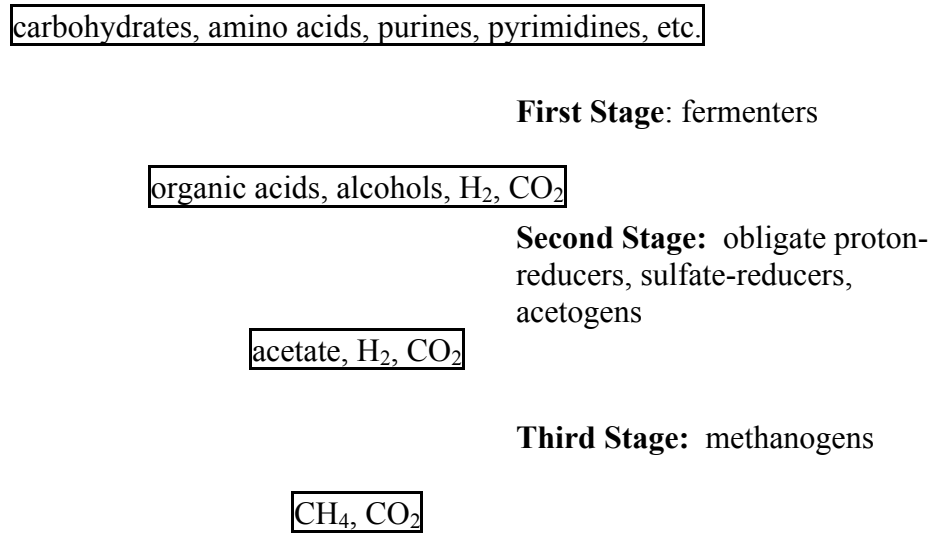 carbohydrates, amino acids, purines, pyrimidines, etc.
First Stage: fermenters
organic acids, alcohols, H₂, CO₂
Second Stage: obligate proton-
reducers, sulfate-reducers,
acetogens
acetate, H₂, CO₂
Third Stage: methanogens
CH₄, CO₂